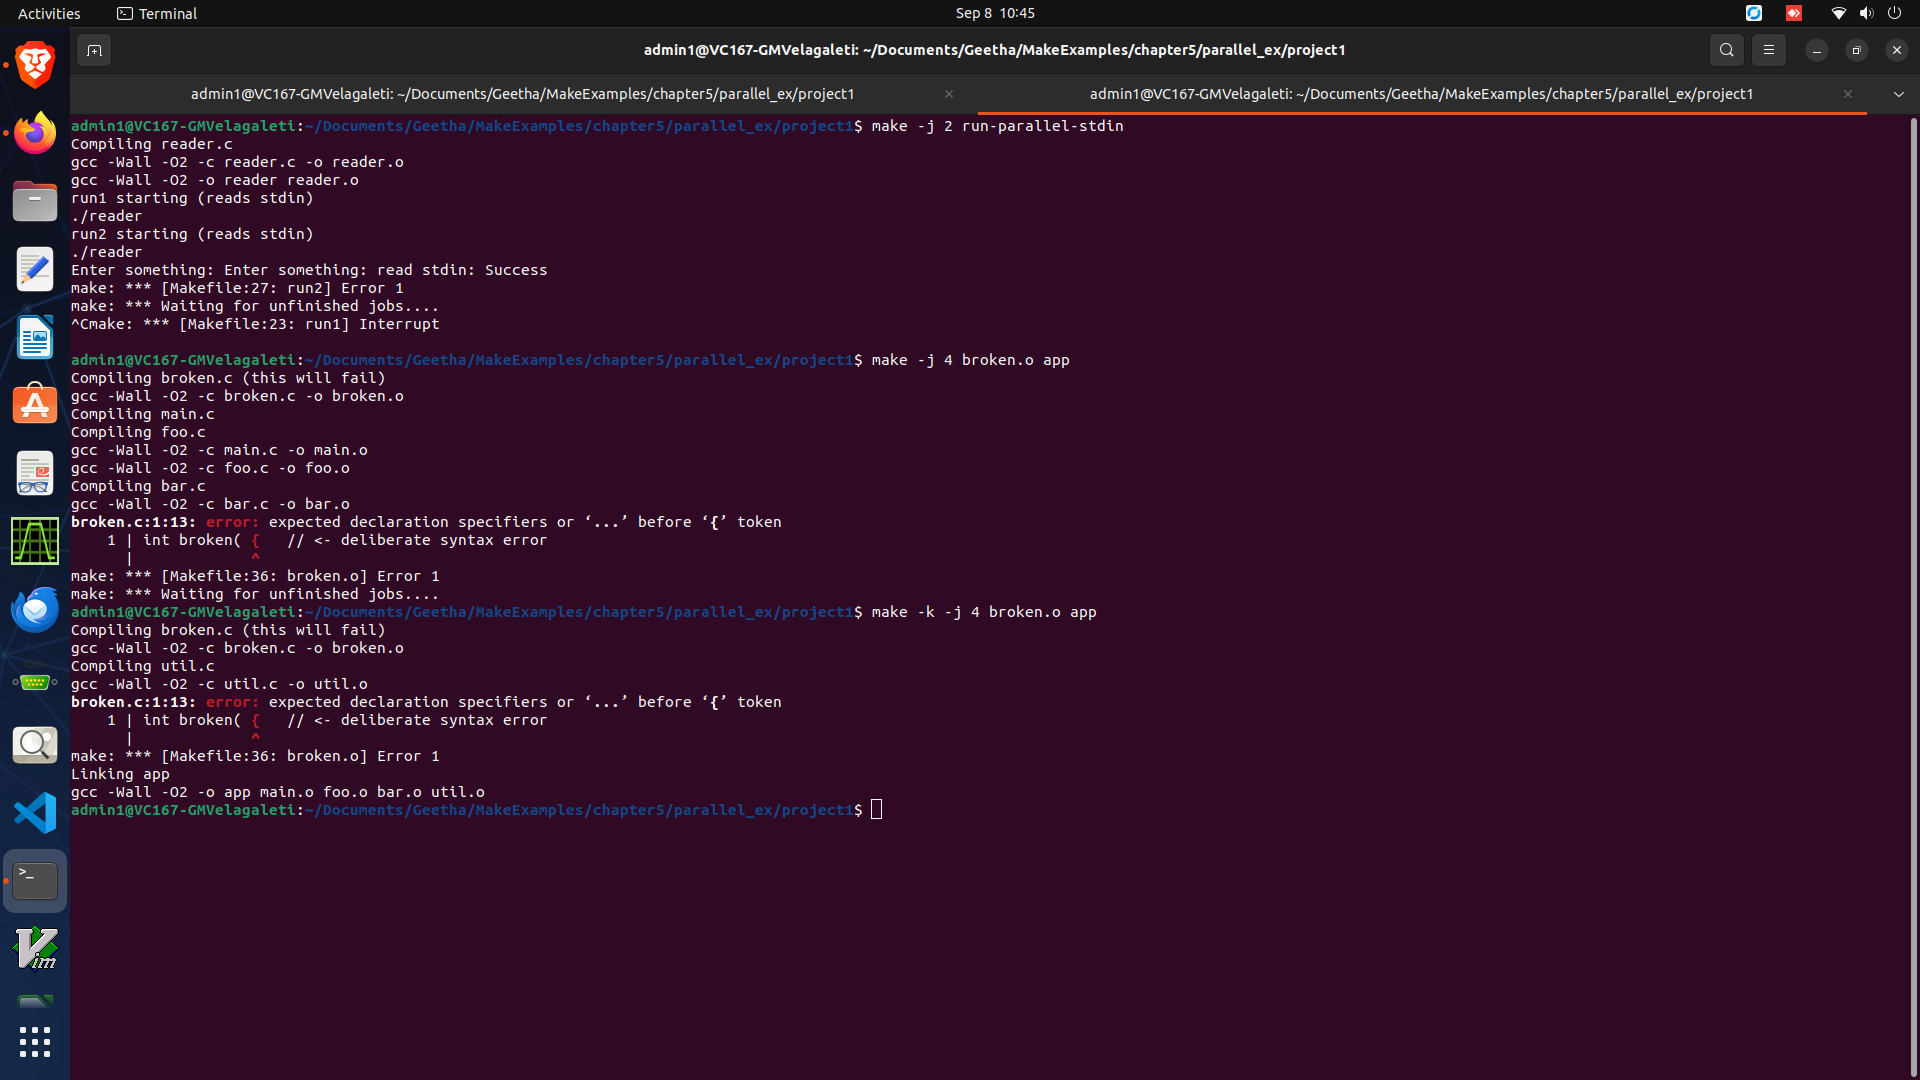 Activities
Terminal
Sep 8 10:45
admin1@VC167-GMVelagaleti: ~/Documents/Geetha/MakeExamples/chapter5/parallel_ex/project1
admin1@VC167-GMVelagaleti: ~/Documents/Geetha/MakeExamples/chapter5/parallel_ex/project1
admin1@VC167-GMVelagaleti: ~/Documents/Geetha/MakeExamples/chapter5/parallel_ex/project1
admin1@VC167-GMVelagaleti:~/Documents/Geetha/MakeExamples/chapter5/parallel_ex/project1$ make -j 2 run-parallel-stdin
Compiling reader.c
gcc -Wall -O2 -c reader.c -o reader.o
gcc -Wall -O2 -o reader reader.o
run1 starting (reads stdin)
./reader
run2 starting (reads stdin)
./reader
Enter something: Enter something: read stdin: Success
make: *** [Makefile:27: run2] Error 1
make: *** Waiting for unfinished jobs....
^Cmake: *** [Makefile:23: run1] Interrupt
admin1@VC167-GMVelagaleti:~/Documents/Geetha/MakeExamples/chapter5/parallel_ex/project1$ make -j 4 broken.o app
Compiling broken.c (this will fail)
gcc -Wall -O2 -c broken.c -o broken.o
Compiling main.c
Compiling foo.c
gcc -Wall -O2 -c main.c -o main.o
gcc -Wall -O2 -c foo.c -o foo.o
Compiling bar.c
gcc -Wall -O2 -c bar.c -o bar.o
broken.c:1:13: error: expected declaration specifiers or ‘...’ before ‘{’ token
    1 | int broken( {   // <- deliberate syntax error
      |             ^
make: *** [Makefile:36: broken.o] Error 1
make: *** Waiting for unfinished jobs....
admin1@VC167-GMVelagaleti:~/Documents/Geetha/MakeExamples/chapter5/parallel_ex/project1$ make -k -j 4 broken.o app
Compiling broken.c (this will fail)
gcc -Wall -O2 -c broken.c -o broken.o
Compiling util.c
gcc -Wall -O2 -c util.c -o util.o
broken.c:1:13: error: expected declaration specifiers or ‘...’ before ‘{’ token
    1 | int broken( {   // <- deliberate syntax error
      |             ^
make: *** [Makefile:36: broken.o] Error 1
Linking app
gcc -Wall -O2 -o app main.o foo.o bar.o util.o
admin1@VC167-GMVelagaleti:~/Documents/Geetha/MakeExamples/chapter5/parallel_ex/project1$
>_
Vim